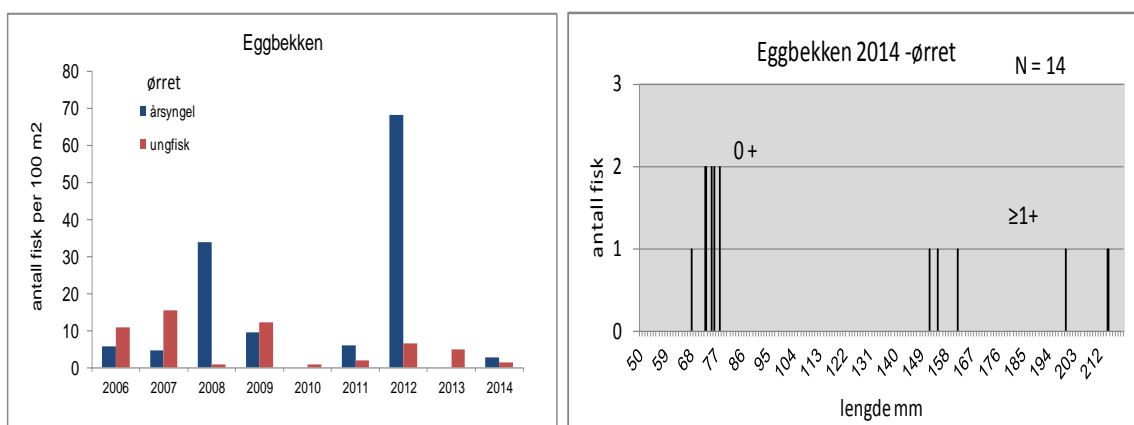 Eggbekken
ørret
årsyngel
ungfisk
antall fisk per 100 m2
80
70
60
50
40
30
20
10
0
2006 2007 2008 2009 2010 2011 2012 2013 2014
Eggbekken 2014 -ørret
N = 14
0 +
≥1+
antall fisk
3
2
1
0
50 59 68 77 86 95 104 113 122 131 140 149 158 167 176 185 194 203 212
lengde mm